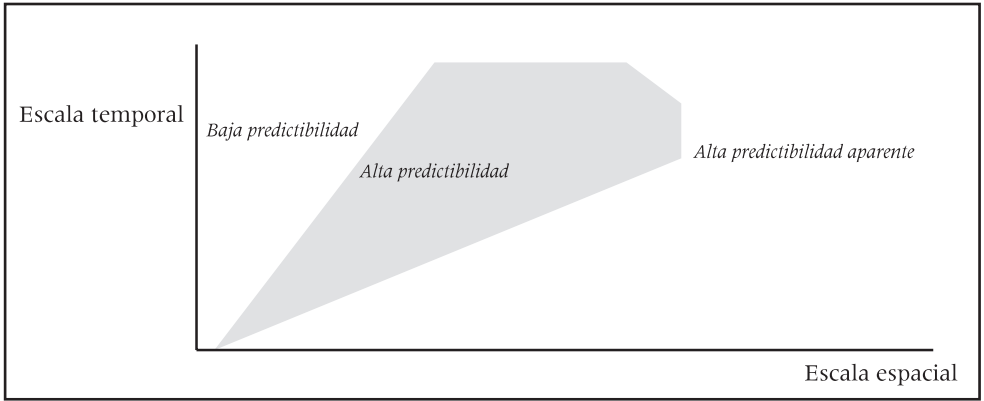 Escala temporal
Baja predictibilidad
Alta predictibilidad aparente
Alta predictibilidad
Escala espacial